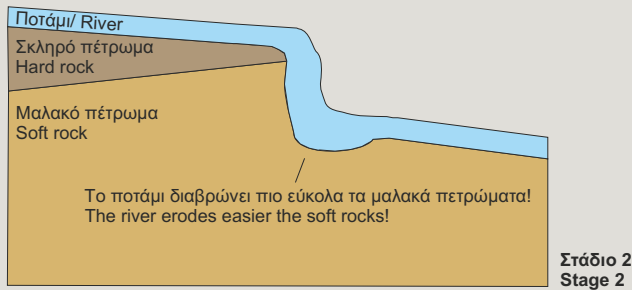 Ποτάμι/ River
Σκληρό πέτρωμα
Hard rock
Μαλακό πέτρωμα
Soft rock
Το ποτάμι διαβρώνει πιο εύκολα τα μαλακά πετρώματα!
The river erodes easier the soft rocks!
Στάδιο 2
Stage 2